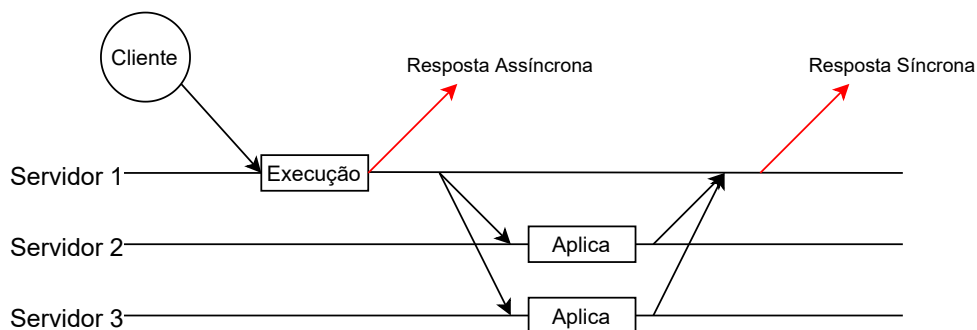 Cliente
Resposta Assíncrona
Resposta Síncrona
Servidor 1
Execução
Servidor 2
Aplica
Servidor 3
Aplica